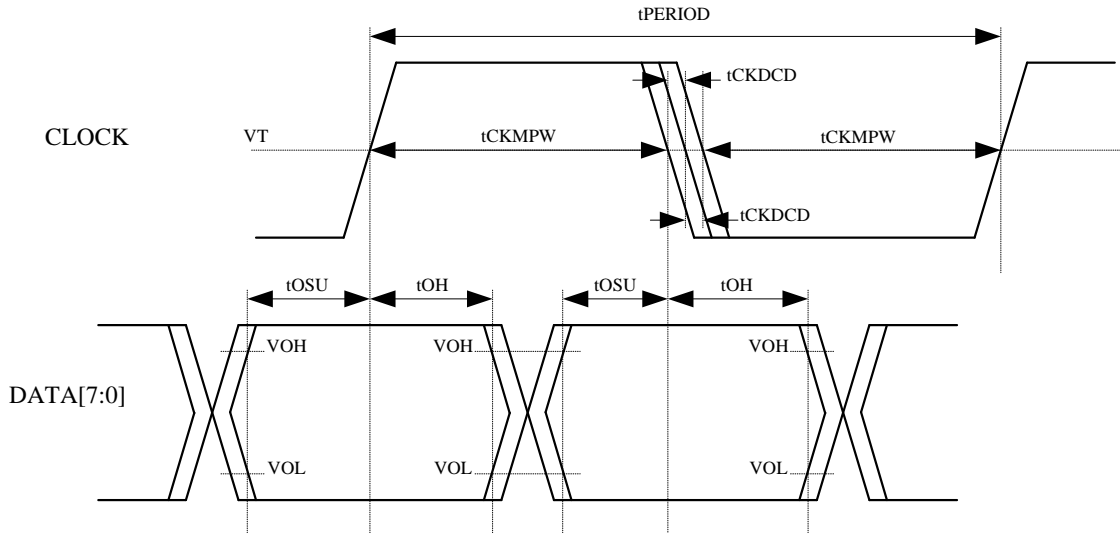 tPERIOD
tCKDCD
CLOCK
VT
tCKMPW
tCKMPW
tCKDCD
tOSU
tOH
tOSU
tOH
VOH
VOH
VOH
DATA[7:0]
VOL
VOL
VOL